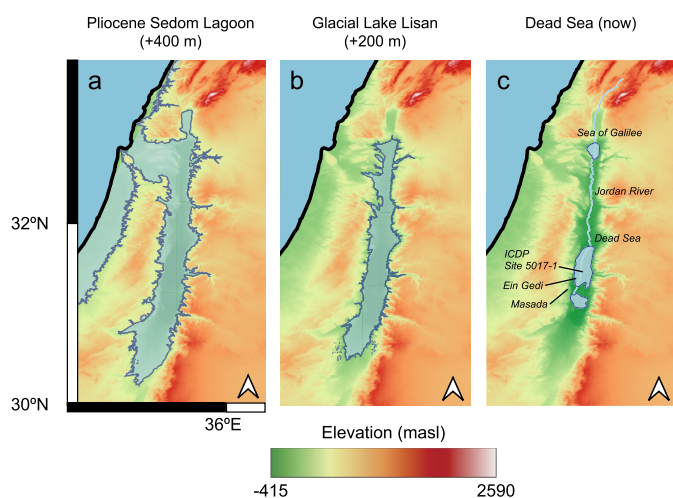 Pliocene Sedom Lagoon
(+400 m)
Glacial Lake Lisan
(+200 m)
Dead Sea (now)
a
b
c
Sea of Galilee
Jordan River
Dead Sea
ICDP
Site 5017-1
Ein Gedi
Masada
32ºN
30ºN
36ºE
Elevation (masl)
-415
2590